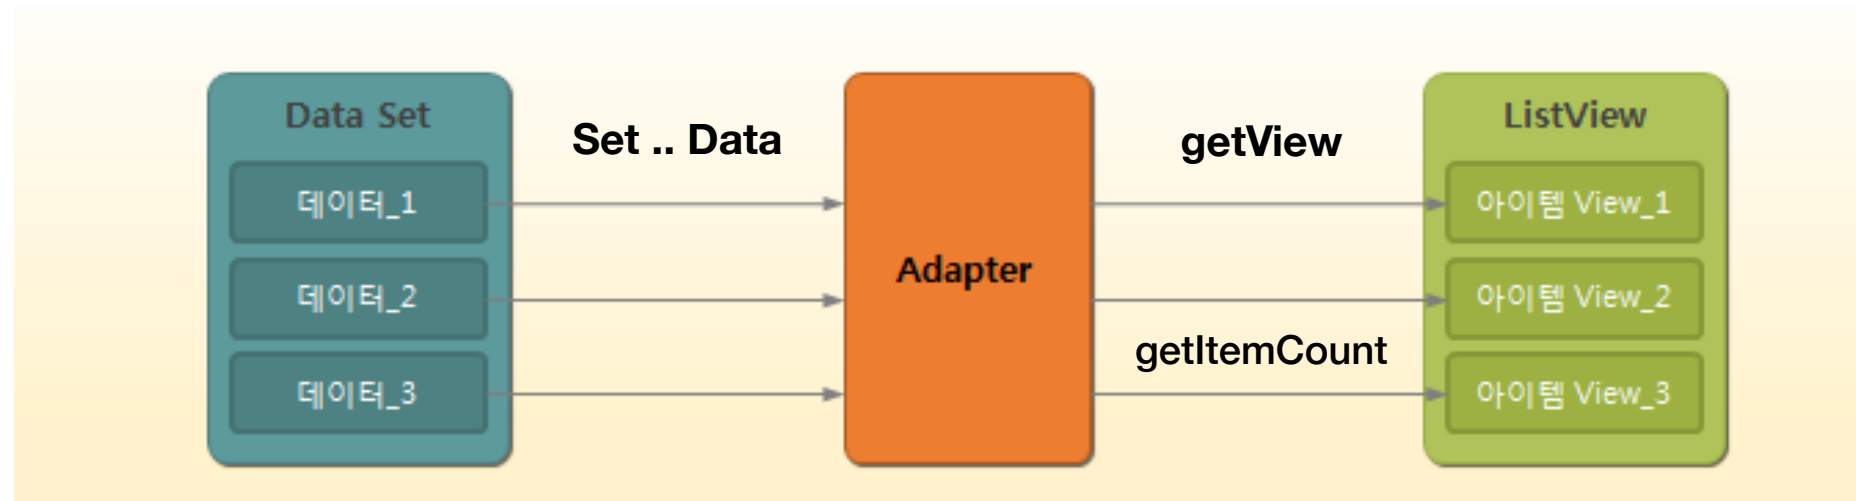 Data Set
데이터_1
데이터_2
데이터_3
Set .. Data
Adapter
getView
getItemCount
ListView
아이템 View_1
아이템 View_2
아이템 View_3